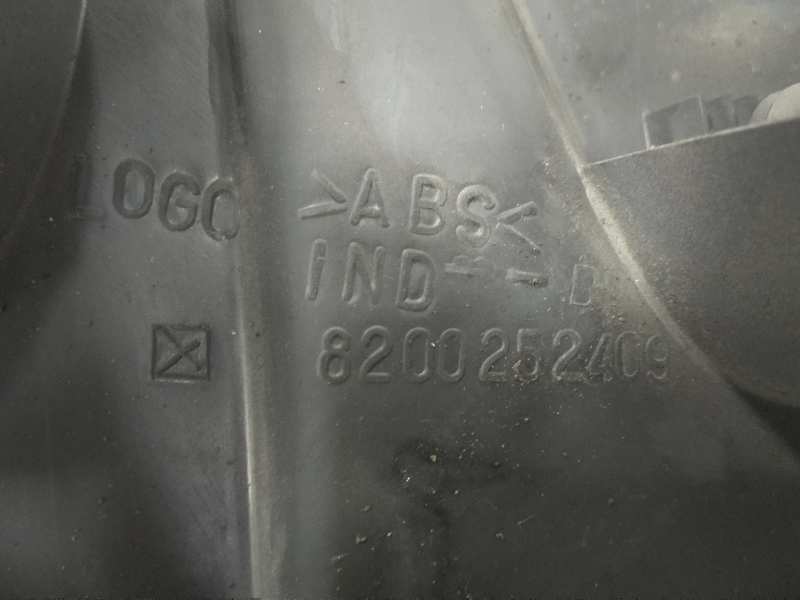 LOGO >ABS<
IND B - B
8200252409